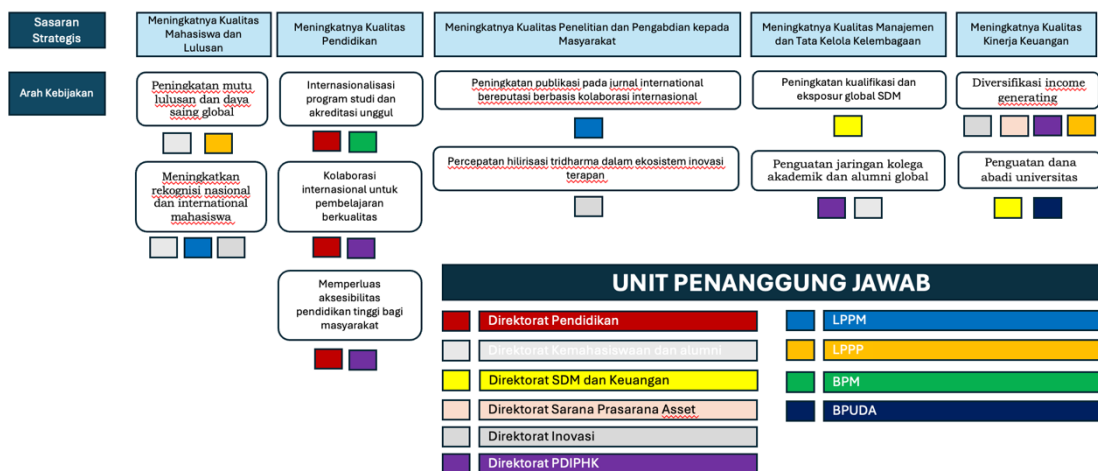 Sasaran
Strategis
Meningkatnya Kualitas
Mahasiswa dan
Lulusan
Meningkatnya Kualitas
Pendidikan
Meningkatnya Kualitas Penelitian dan Pengabdian kepada
Masyarakat
Meningkatnya Kualitas Manajemen
dan Tata Kelola Kelembagaan
Meningkatnya Kualitas
Kinerja Keuangan
Arah Kebijakan
Peningkatan mutu
lulusan dan daya
saing global
Internasionalisasi
program studi dan
akreditasi unggul
Peningkatan publikasi pada jurnal international
bereputasi berbasis kolaborasi internasional
Peningkatan kualifikasi dan
eksposur global SDM
Diversifikasi income
generating
Meningkatkan
rekognisi nasional
dan international
mahasiswa
Kolaborasi
internasional untuk
pembelajaran
berkualitas
Percepatan hilirisasi tridharma dalam ekosistem inovasi
terapan
Penguatan jaringan kolega
akademik dan alumni global
Penguatan dana
abadi universitas
Memperluas
aksesibilitas
pendidikan tinggi bagi
masyarakat
UNIT PENANGGUNG JAWAB
Direktorat Pendidikan
Direktorat Kemahasiswaan dan alumni
Direktorat SDM dan Keuangan
Direktorat Sarana Prasarana Asset
Direktorat Inovasi
Direktorat PDIPHK
LPPM
LPPP
BPM
BPUDA